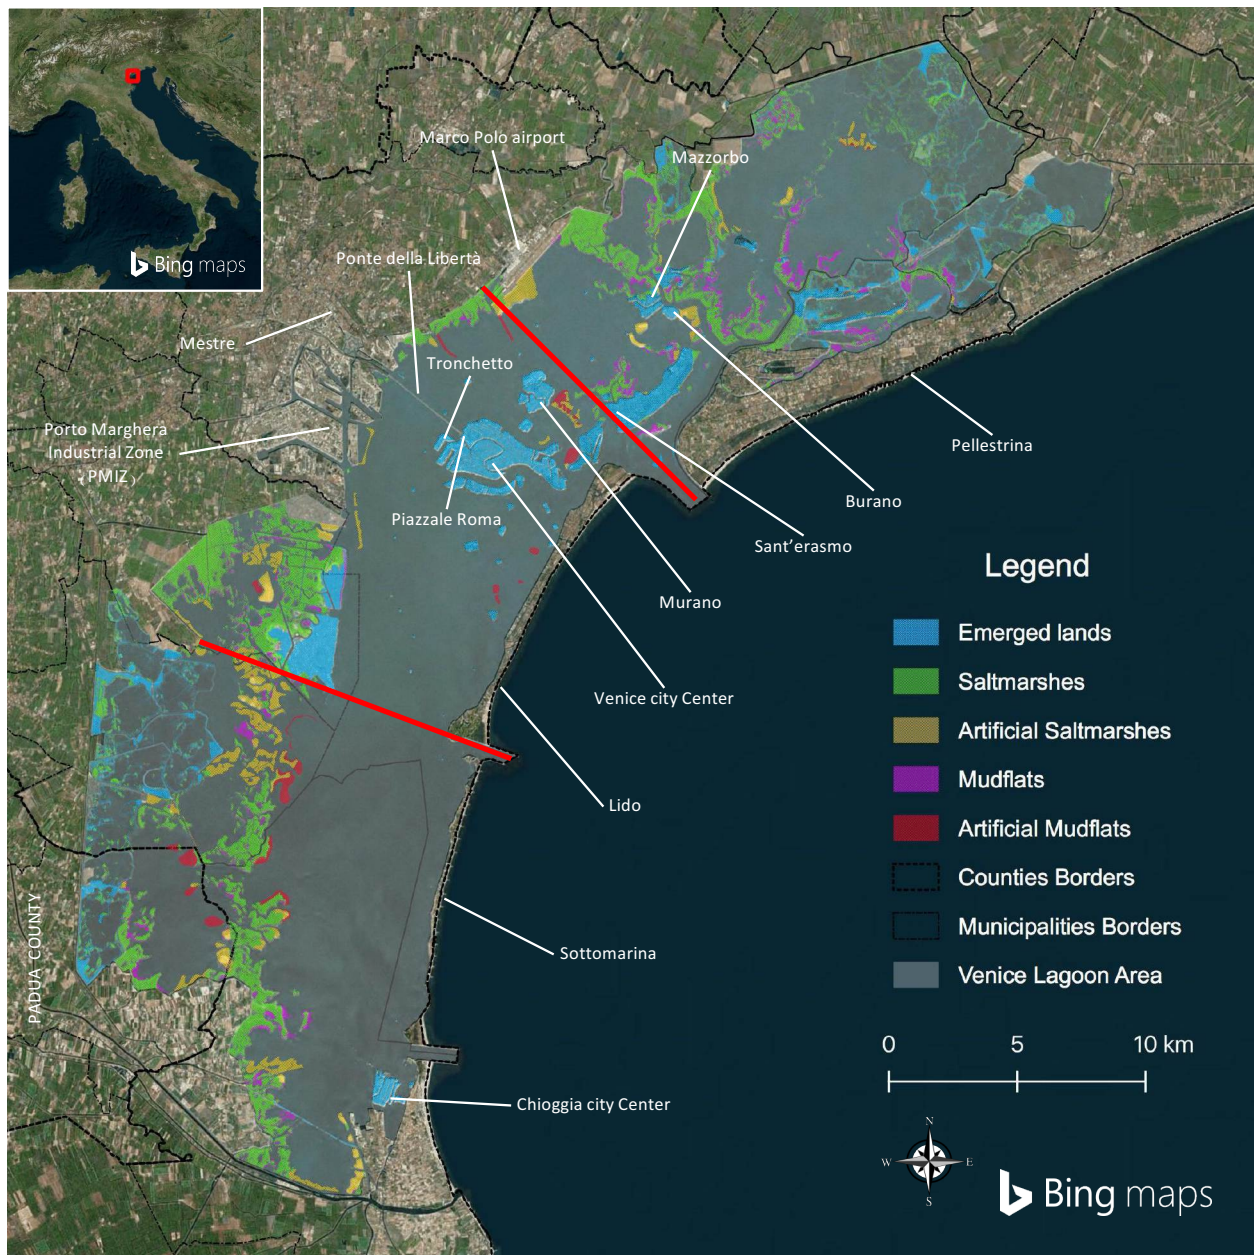 Bing maps
Marco Polo airport
Mazzorbo
Ponte della Libertà
Mestre
Tronchetto
Porto Marghera
Industrial Zone
(PMIZ)
Piazzale Roma
Pellestrina
Burano
Sant’erasmo
Murano
Venice city Center
Lido
Sottomarina
PADUA COUNTY
Chioggia city Center
Legend
Emerged lands
Saltmarshes
Artificial Saltmarshes
Mudflats
Artificial Mudflats
Counties Borders
Municipalities Borders
Venice Lagoon Area
0 5 10 km
N
W E
S
Bing maps